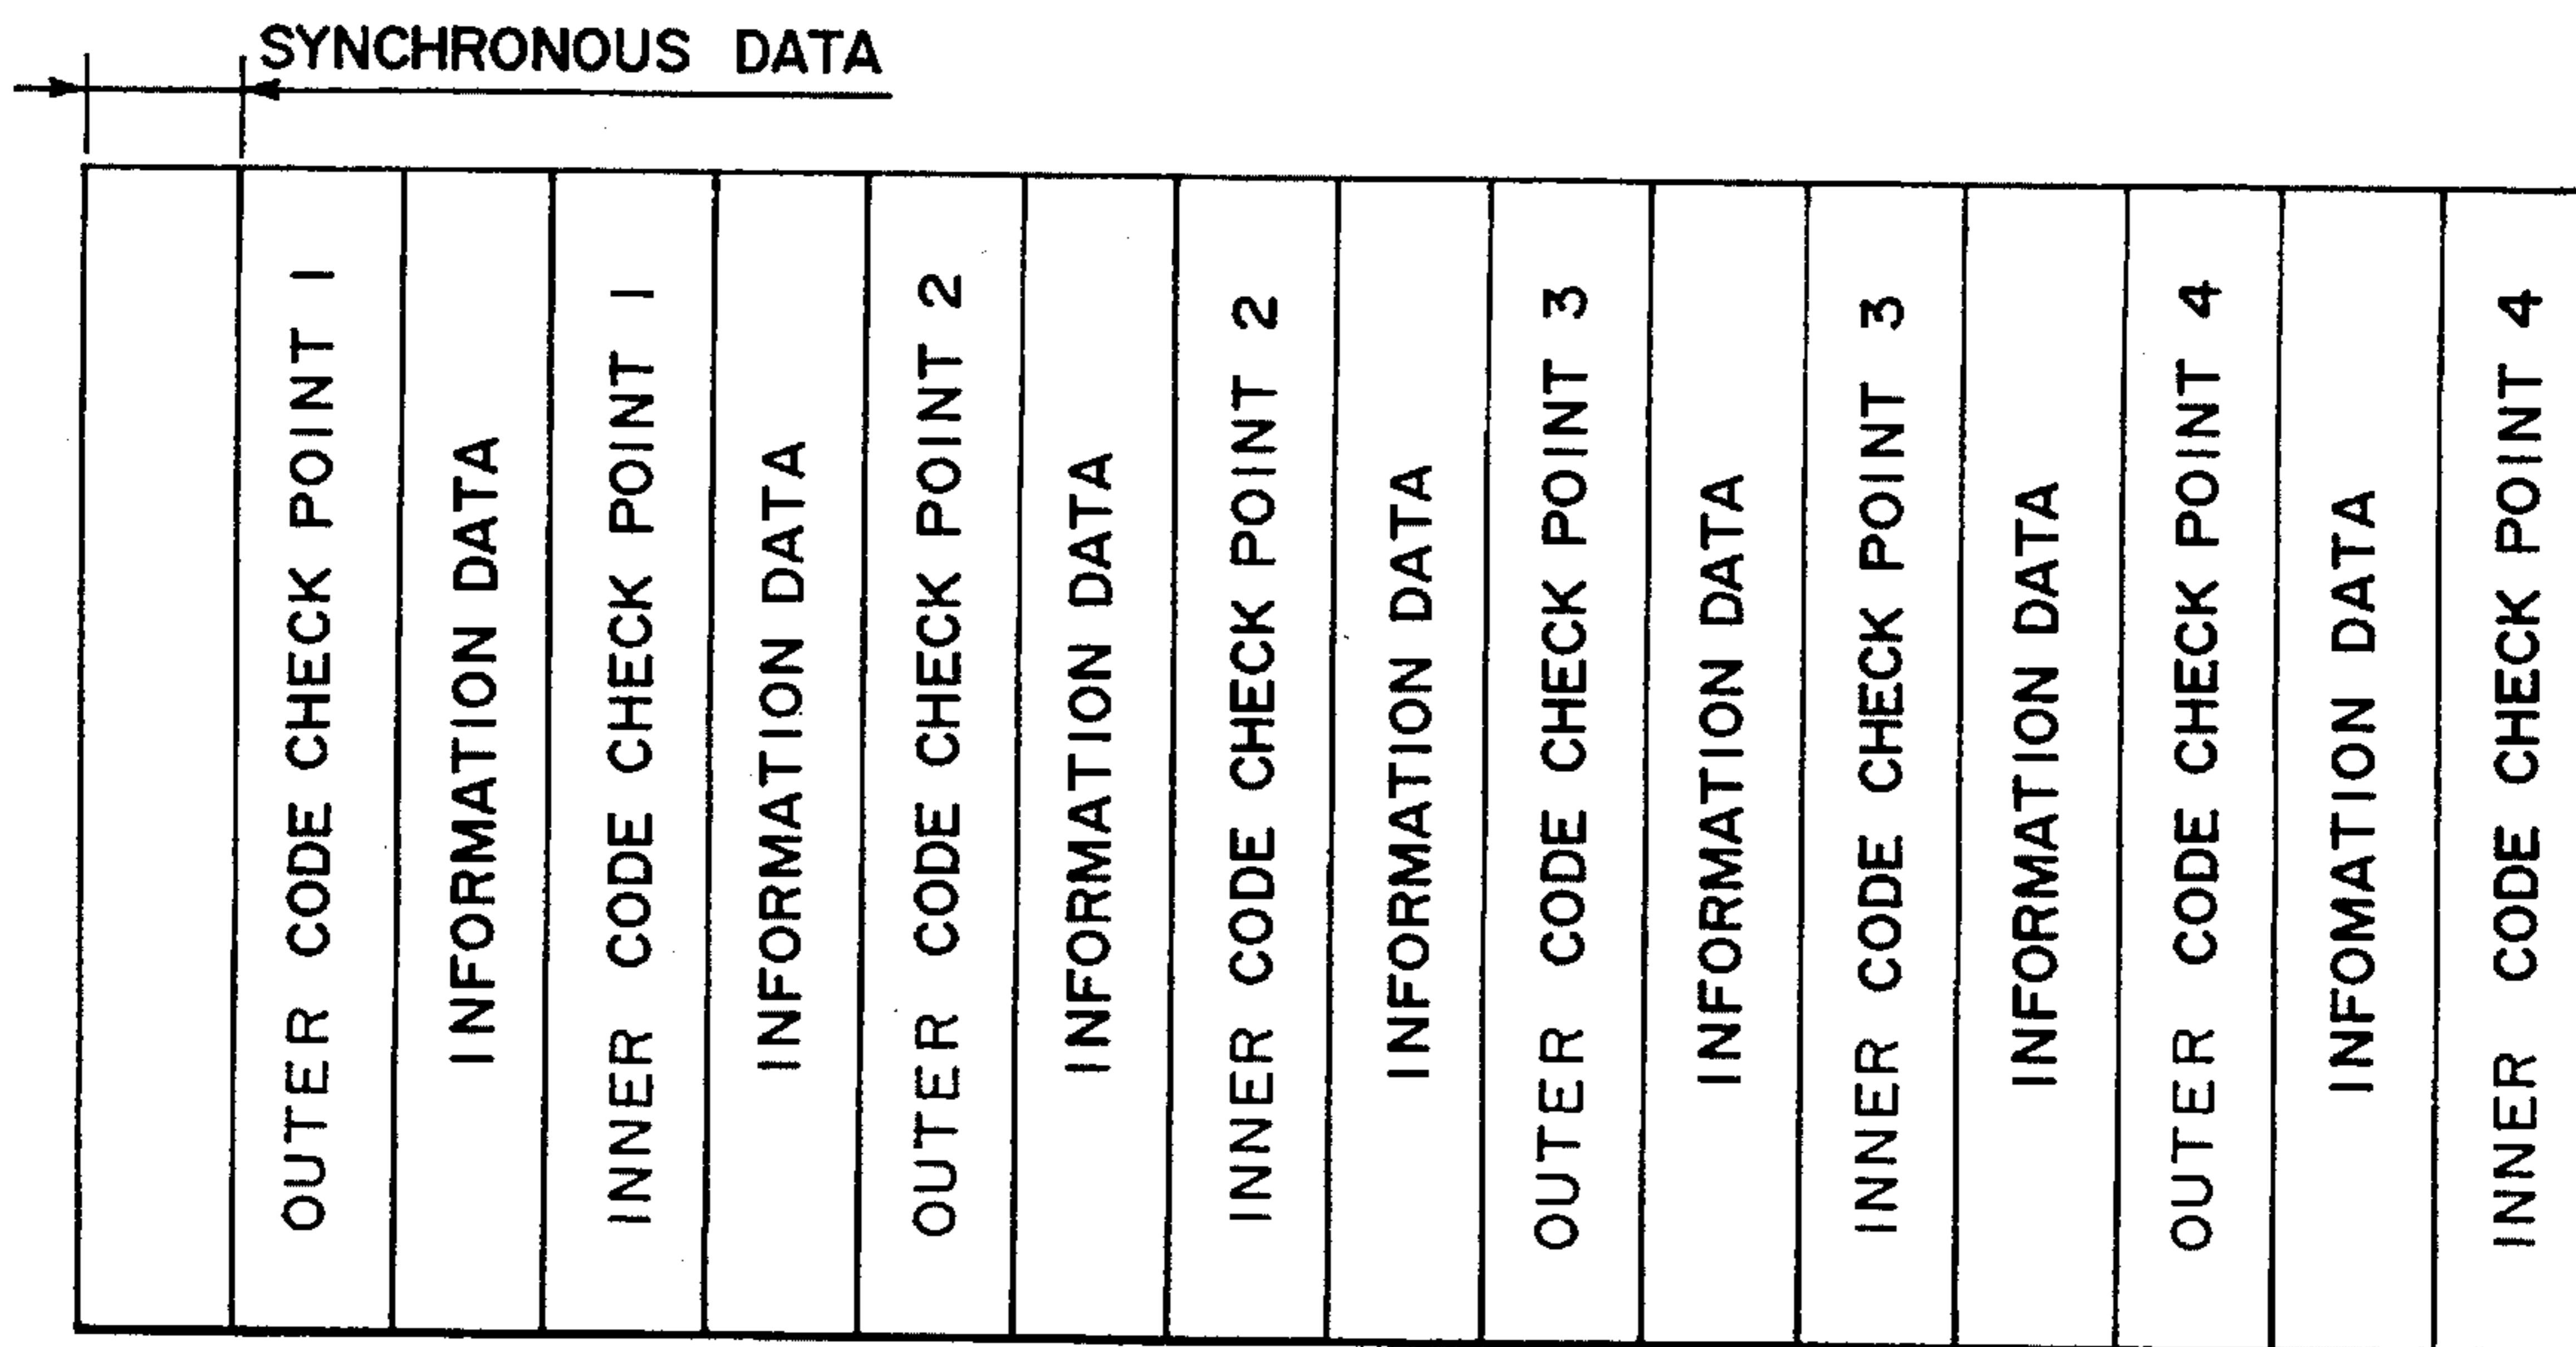 SYNCHRONOUS DATA
OUTER CODE CHECK POINT 1
INFORMATION DATA
INNER CODE CHECK POINT 1
INFORMATION DATA
OUTER CODE CHECK POINT 2
INFORMATION DATA
INNER CODE CHECK POINT 2
INFORMATION DATA
OUTER CODE CHECK POINT 3
INFORMATION DATA
INNER CODE CHECK POINT 3
INFORMATION DATA
OUTER CODE CHECK POINT 4
INFOMATION DATA
INNER CODE CHECK POINT 4